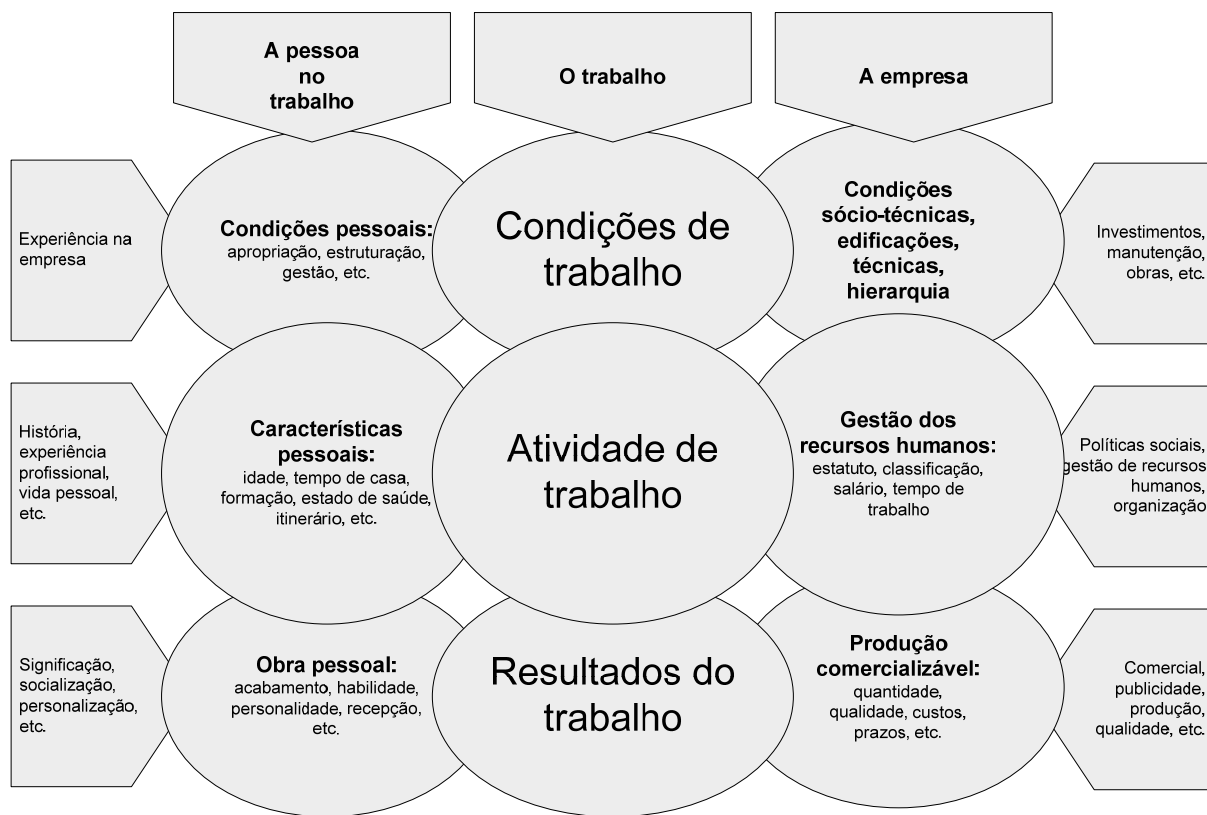 A pessoa
no
trabalho
O trabalho
A empresa
Experiência na
empresa
Condições pessoais:
apropriação, estruturação,
gestão, etc.
Condições de
trabalho
Condições
sócio-técnicas,
edificações,
técnicas,
hierarquia
Investimentos,
manutenção,
obras, etc.
História,
experiência
profissional,
vida pessoal,
etc.
Características
pessoais:
idade, tempo de casa,
formação, estado de saúde,
itinerário, etc.
Atividade de
trabalho
Gestão dos
recursos humanos:
estatuto, classificação,
salário, tempo de
trabalho
Políticas sociais,
gestão de recursos
humanos,
organização
Significação,
socialização,
personalização,
etc.
Obra pessoal:
acabamento, habilidade,
personalidade, recepção,
etc.
Resultados do
trabalho
Produção
comercializável:
quantidade,
qualidade, custos,
prazos, etc.
Comercial,
publicidade,
produção,
qualidade, etc.